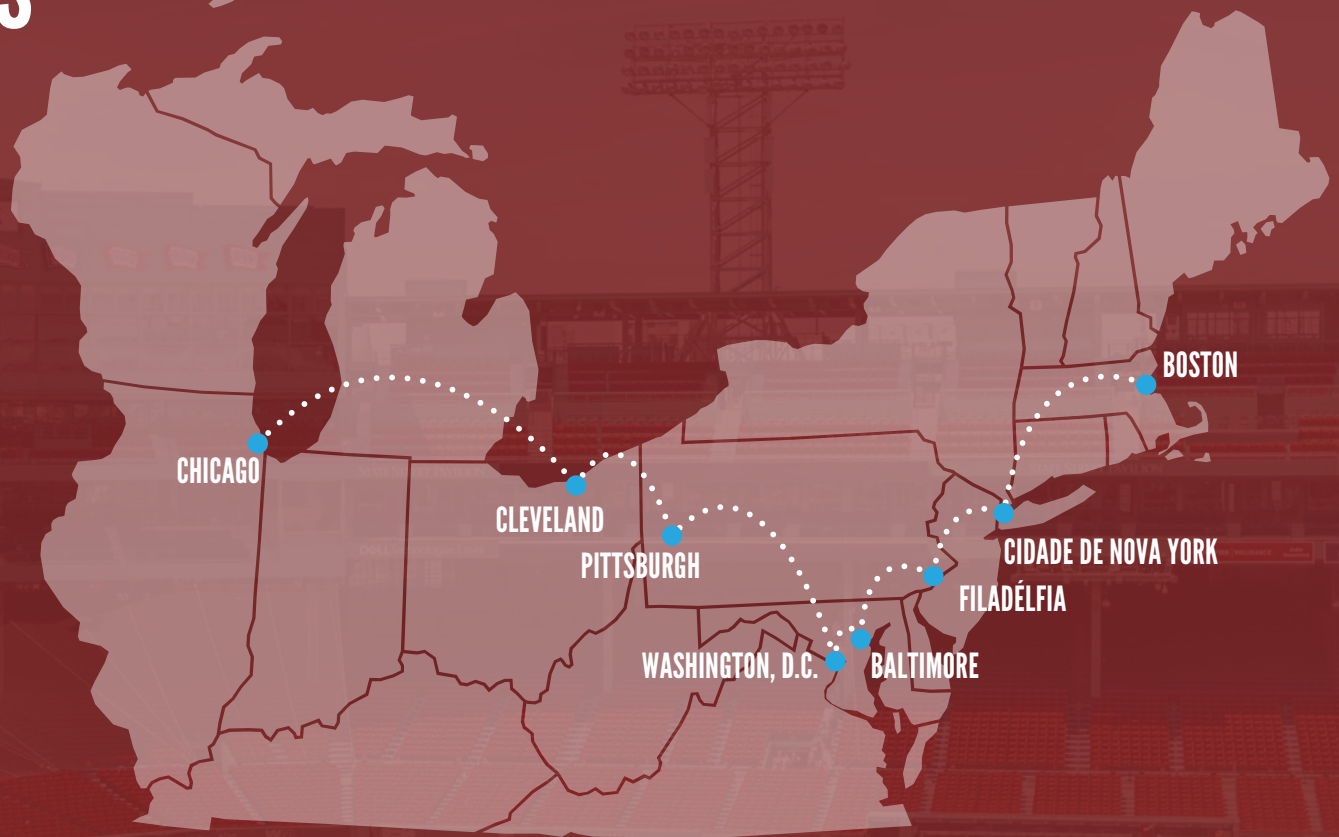 BOSTON
CHICAGO
CLEVELAND
PITTSBURGH
CIDADE DE NOVA YORK
FILADÉLFIA
WASHINGTON, D.C.
BALTIMORE